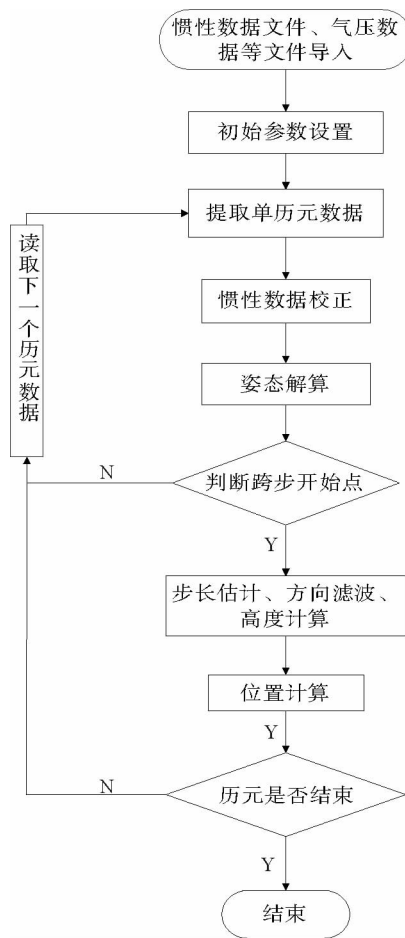 惯性数据文件、气压数
据等文件导入
初始参数设置
提取单历元数据
读取下一个历元数据
惯性数据校正
姿态解算
N
判断跨步开始点
Y
步长估计、方向滤波、
高度计算
位置计算
Y
N
历元是否结束
Y
结束